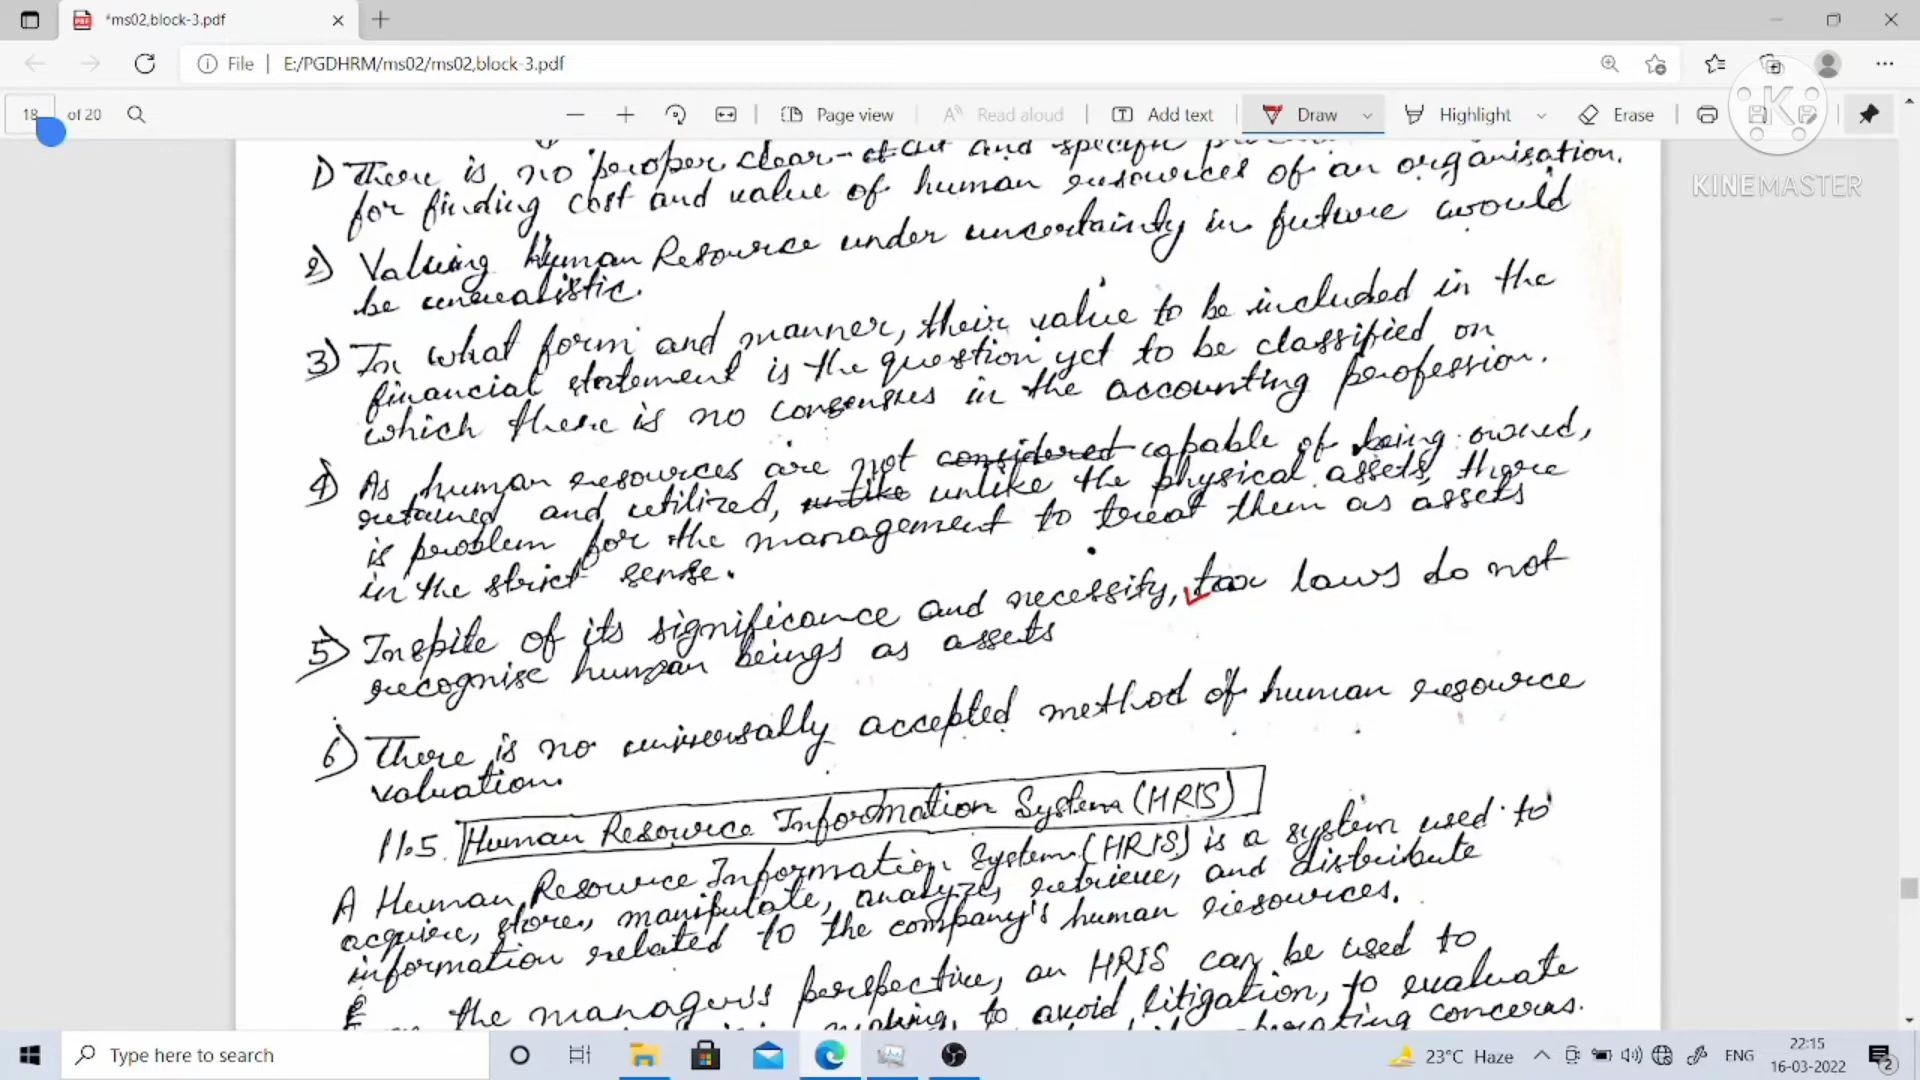 *ms02,block-3.pdf
File E:/PGDHRM/ms02/ms02,block-3.pdf
18 of 20 Page view Read aloud Add text Draw Highlight Erase
K
KINEMASTER
1) There is no proper clear-cut and specific
for finding cost and value of human resources of an organisation.
2) Valuing Human Resource under uncertainty in future would
be unrealistic.
3) In what form and manner, their value to be included in the
financial statement is the question yet to be classified on
which there is no consensus in the accounting profession.
4) As human resources are not considered capable of being owned,
retained and utilized, unlike unlike the physical assets, there
is problem for the management to treat them as assets
in the strict sense.
5) Inspite of its significance and necessity, tax laws do not
recognise human beings as assets
6) There is no universally accepted method of human resource
valuation.
11.5. Human Resource Information System (HRIS)
A Human Resource Information System (HRIS) is a system used to
acquire, store, manipulate, analyze, retrieve, and distribute
information related to the company's human resources.
the manager's perspective, an HRIS can be used to
making, to avoid litigation, to evaluate
operating concerns.
Type here to search
23°C Haze
ENG
22:15
16-03-2022
2